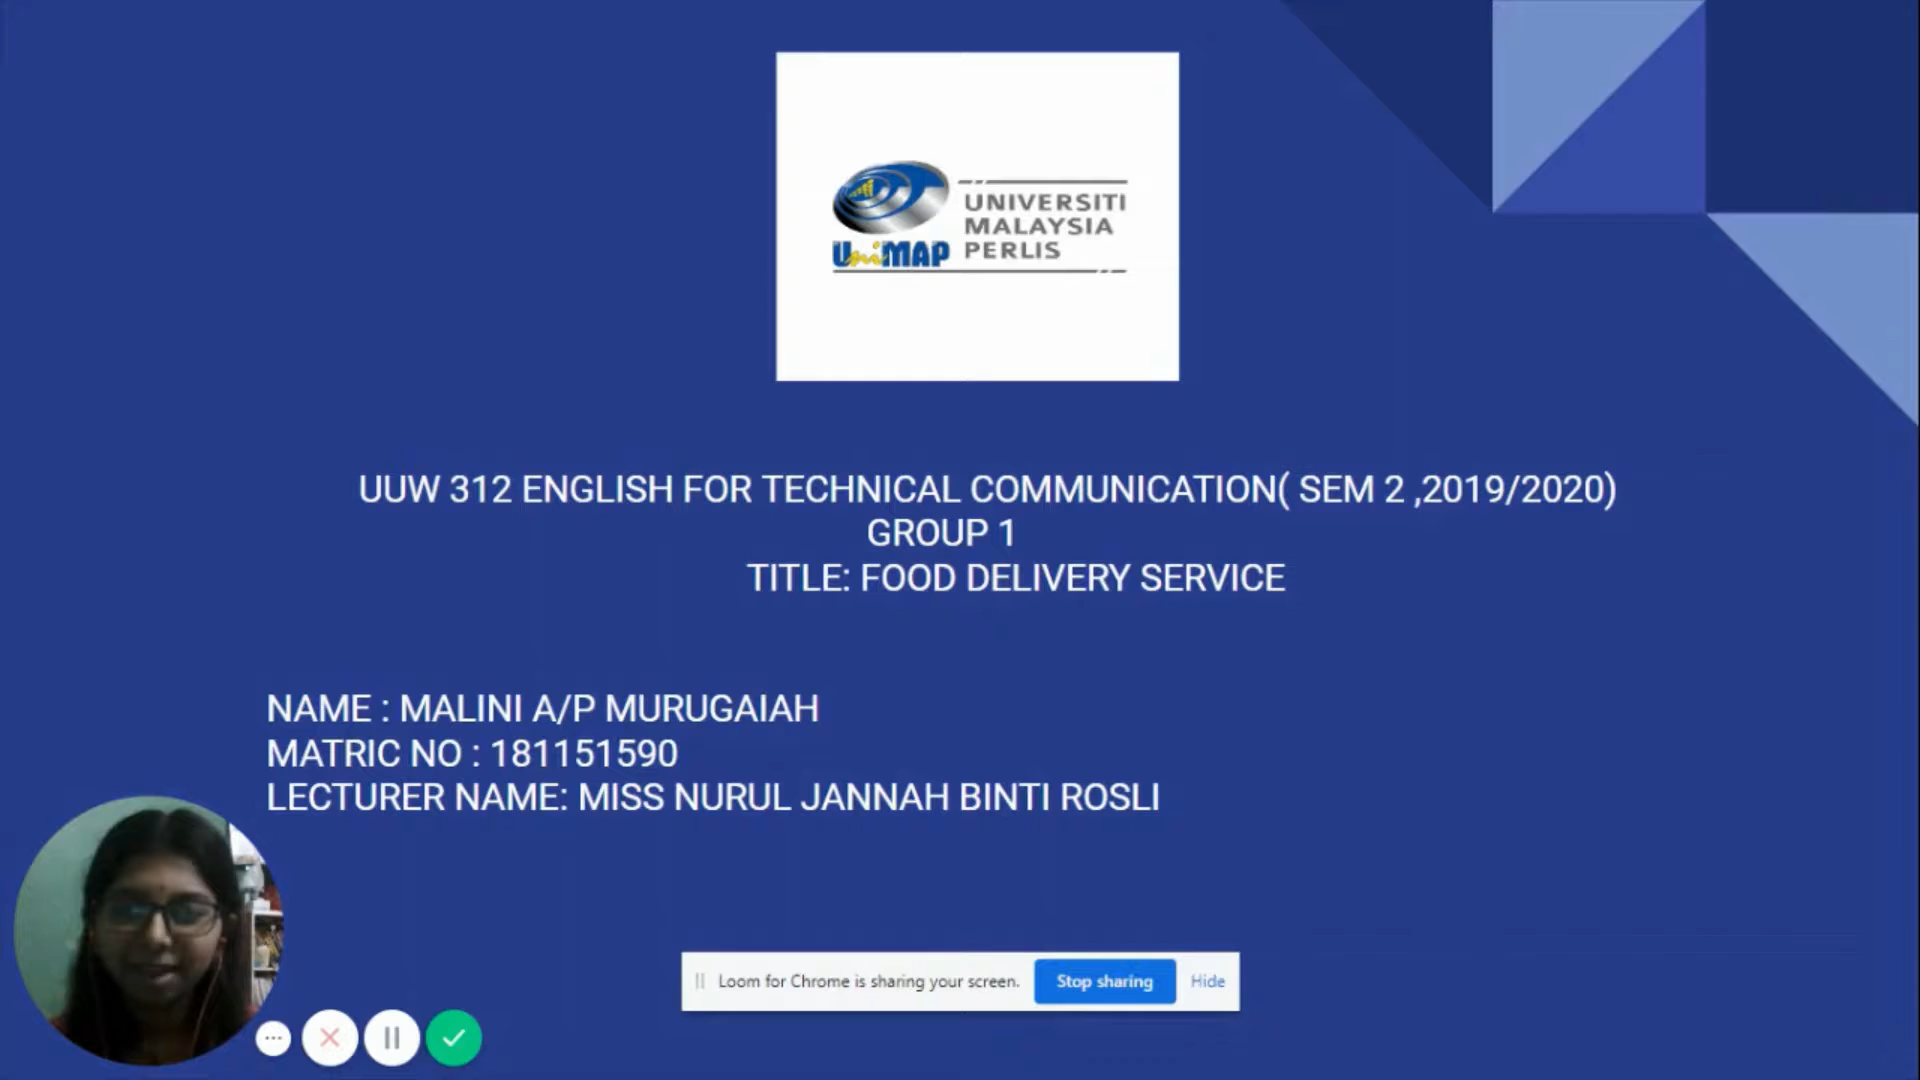 UNIVERSITI
MALAYSIA
PERLIS
UniMAP
UUW 312 ENGLISH FOR TECHNICAL COMMUNICATION( SEM 2 ,2019/2020)
GROUP 1
TITLE: FOOD DELIVERY SERVICE
NAME : MALINI A/P MURUGAIAH
MATRIC NO : 181151590
LECTURER NAME: MISS NURUL JANNAH BINTI ROSLI
Loom for Chrome is sharing your screen. Stop sharing Hide